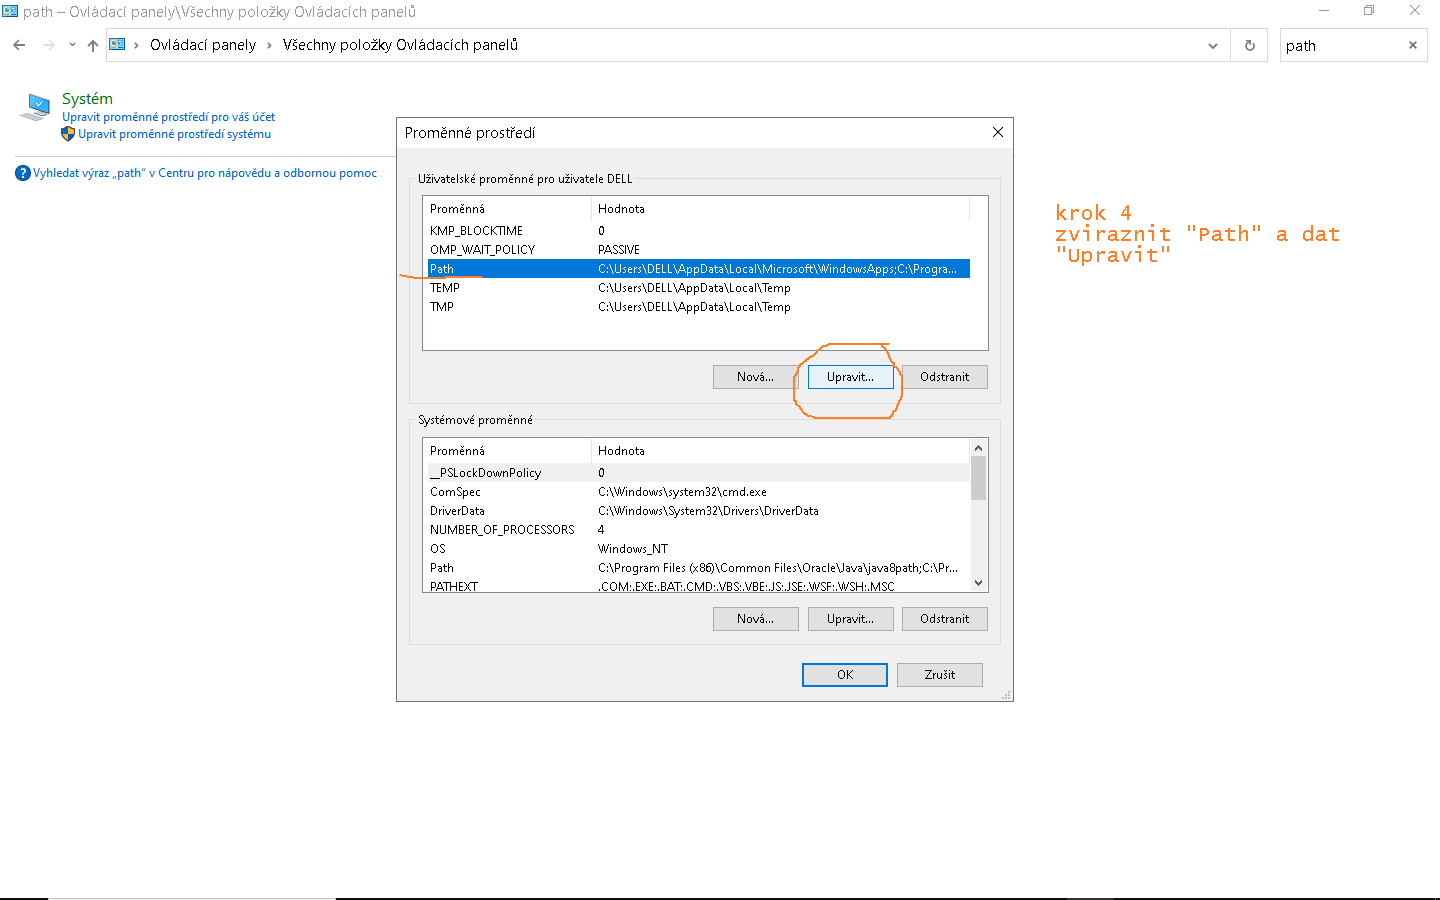 path – Ovládací panely\Všechny položky Ovládacích panelů
Ovládací panely › Všechny položky Ovládacích panelů
path
Systém
Upravit proměnné prostředí pro váš účet
Upravit proměnné prostředí systému
Vyhledat výraz „path“ v Centru pro nápovědu a odbornou pomoc
Proměnné prostředí
Uživatelské proměnné pro uživatele DELL
Proměnná Hodnota
KMP_BLOCKTIME 0
OMP_WAIT_POLICY PASSIVE
Path C:\Users\DELL\AppData\Local\Microsoft\WindowsApps;C:\Progra...
TEMP C:\Users\DELL\AppData\Local\Temp
TMP C:\Users\DELL\AppData\Local\Temp
Nová... Upravit... Odstranit
Systémové proměnné
Proměnná Hodnota
__PSLockDownPolicy 0
ComSpec C:\Windows\system32\cmd.exe
DriverData C:\Windows\System32\Drivers\DriverData
NUMBER_OF_PROCESSORS 4
OS Windows_NT
Path C:\Program Files (x86)\Common Files\Oracle\Java\java8path;C:\Pr...
PATHEXT .COM;.EXE;.BAT;.CMD;.VBS;.VBE;.JS;.JSE;.WSF;.WSH;.MSC
Nová... Upravit... Odstranit
OK Zrušit
krok 4
zviraznit "Path" a dat
"Upravit"